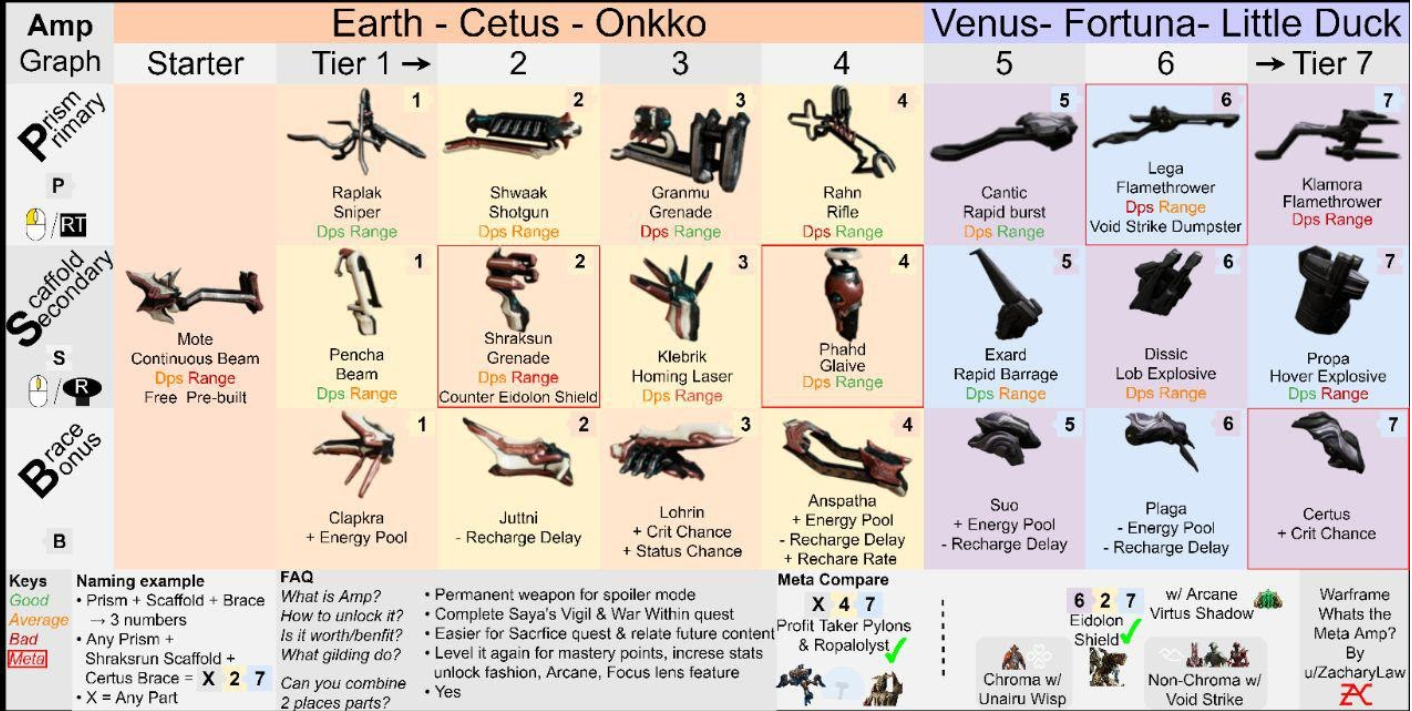 Amp
Graph
Earth - Cetus - Onkko
Venus- Fortuna- Little Duck
Starter
Tier 1 →
2
3
4
5
6
→ Tier 7
Prism
Primary
P
/RT
1
Raplak
Sniper
Dps Range
2
Shwaak
Shotgun
Dps Range
3
Granmu
Grenade
Dps Range
4
Rahn
Rifle
Dps Range
5
Cantic
Rapid burst
Dps Range
6
Lega
Flamethrower
Dps Range
Void Strike Dumpster
7
Klamora
Flamethrower
Dps Range
Scaffold
Secondary
S
/R
Mote
Continuous Beam
Dps Range
Free Pre-built
1
Pencha
Beam
Dps Range
2
Shraksun
Grenade
Dps Range
Counter Eidolon Shield
3
Klebrik
Homing Laser
Dps Range
4
Phahd
Glaive
Dps Range
5
Exard
Rapid Barrage
Dps Range
6
Dissic
Lob Explosive
Dps Range
7
Propa
Hover Explosive
Dps Range
Brace
Bonus
B
1
Clapkra
+ Energy Pool
2
Juttni
- Recharge Delay
3
Lohrin
+ Crit Chance
+ Status Chance
4
Anspatha
+ Energy Pool
- Recharge Delay
+ Rechare Rate
5
Suo
+ Energy Pool
- Recharge Delay
6
Plaga
- Energy Pool
- Recharge Delay
7
Certus
+ Crit Chance
Keys
Good
Average
Bad
Meta
Naming example
• Prism + Scaffold + Brace
→ 3 numbers
• Any Prism +
Shraksrun Scaffold +
Certus Brace = X 2 7
• X = Any Part
FAQ
What is Amp?
How to unlock it?
Is it worth/benfit?
What gilding do?
Can you combine
2 places parts?
• Permanent weapon for spoiler mode
• Complete Saya's Vigil & War Within quest
• Easier for Sacrfice quest & relate future content
• Level it again for mastery points, increse stats
unlock fashion, Arcane, Focus lens feature
• Yes
Meta Compare
X 4 7
Profit Taker Pylons
& Ropalolyst
6 2 7
Eidolon
Shield
w/ Arcane
Virtus Shadow
Chroma w/
Unairu Wisp
Non-Chroma w/
Void Strike
Warframe
Whats the
Meta Amp?
By
u/ZacharyLaw